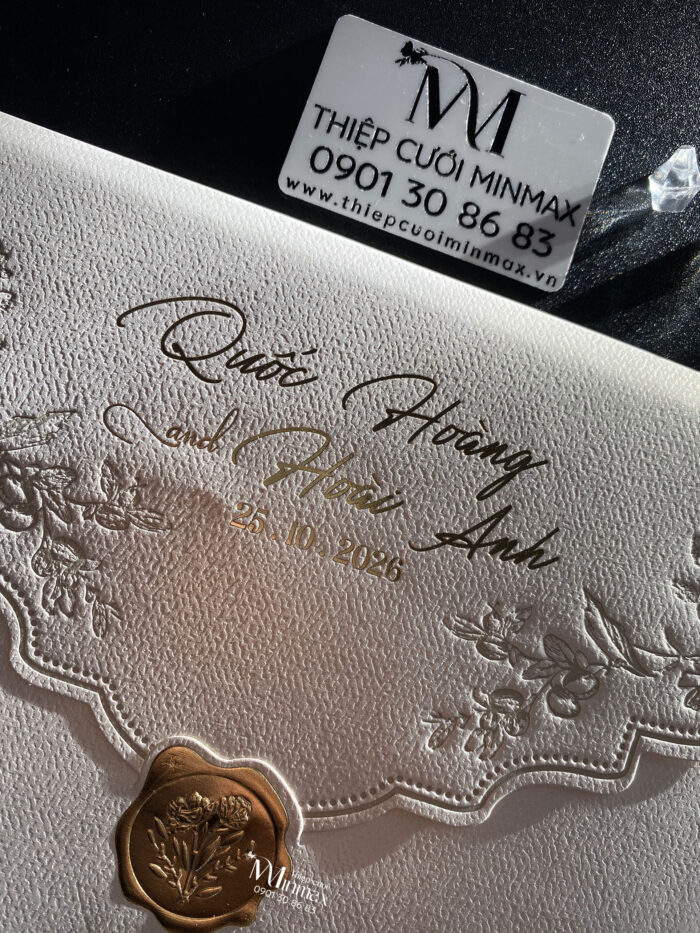 M
THIỆP CƯỚI MINMAX
0901 30 86 83
www.thiepcuoiminmax.vn
Quốc Hoàng
and Hoài Anh
25.10.2026
Minmax
0901 30 86 83